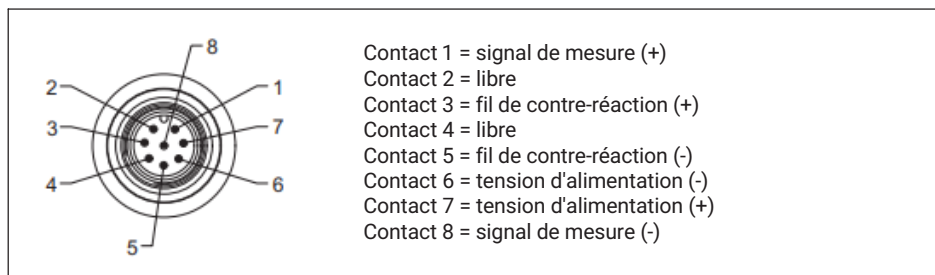 8
2
1
3
7
4
6
5
Contact 1 = signal de mesure (+)
Contact 2 = libre
Contact 3 = fil de contre-réaction (+)
Contact 4 = libre
Contact 5 = fil de contre-réaction (-)
Contact 6 = tension d'alimentation (-)
Contact 7 = tension d'alimentation (+)
Contact 8 = signal de mesure (-)